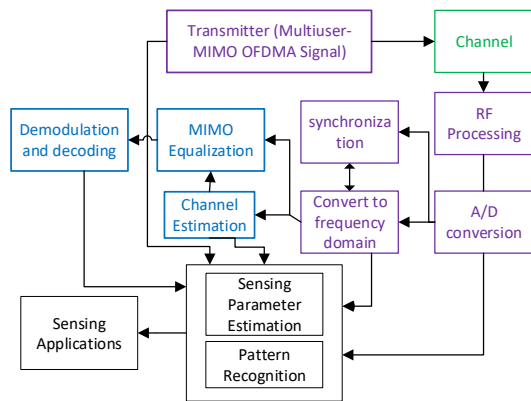 Transmitter (Multiuser-
MIMO OFDMA Signal)
Channel
Demodulation
and decoding
MIMO
Equalization
synchroniza
tion
RF
Processing
Channel
Estimation
Convert to
frequency
domain
A/D
conversion
Sensing
Applications
Sensing
Parameter
Estimation
Pattern
Recognition